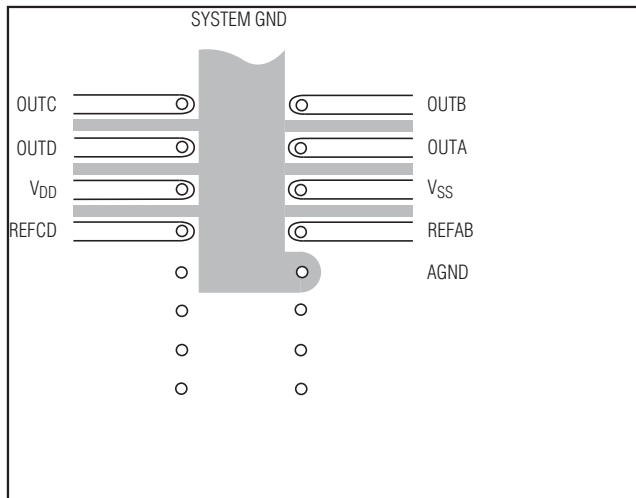 SYSTEM GND
OUTC OUTB
OUTD OUTA
VDD VSS
REFCD REFAB
AGND